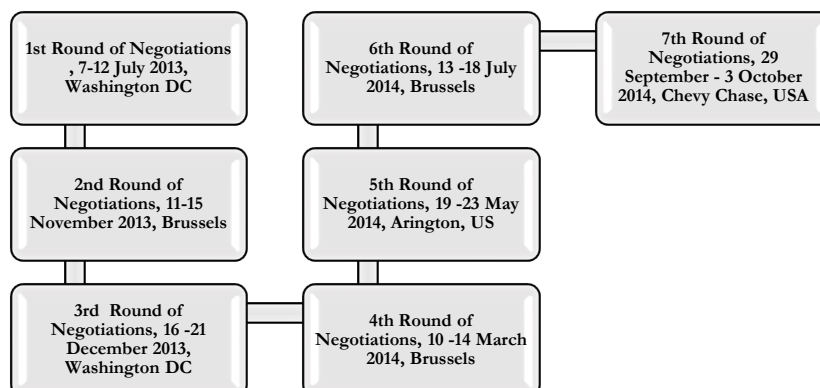 1st Round of Negotiations
, 7-12 July 2013,
Washington DC
2nd Round of
Negotiations, 11-15
November 2013, Brussels
3rd Round of
Negotiations, 16 -21
December 2013,
Washington DC
4th Round of
Negotiations, 10 -14 March
2014, Brussels
5th Round of
Negotiations, 19 -23 May
2014, Arington, US
6th Round of
Negotiations, 13 -18 July
2014, Brussels
7th Round of
Negotiations, 29
September - 3 October
2014, Chevy Chase, USA